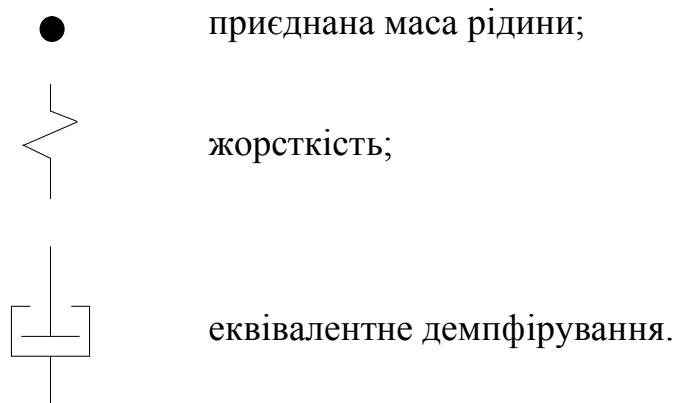 приєднана маса рідини;
жорсткість;
еквівалентне демпфірування.